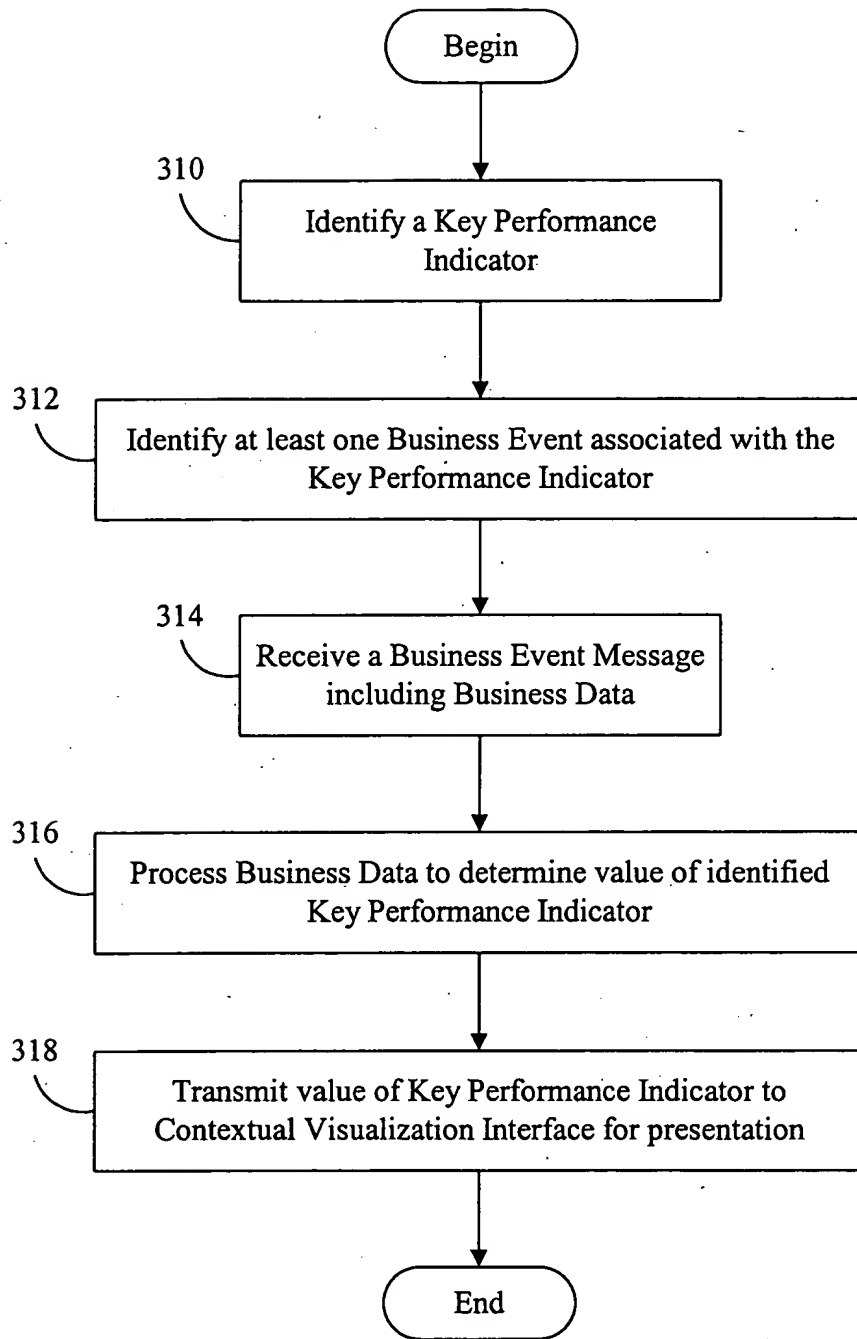 Begin
310
Identify a Key Performance
Indicator
312
Identify at least one Business Event associated with the
Key Performance Indicator
314
Receive a Business Event Message
including Business Data
316
Process Business Data to determine value of identified
Key Performance Indicator
318
Transmit value of Key Performance Indicator to
Contextual Visualization Interface for presentation
End